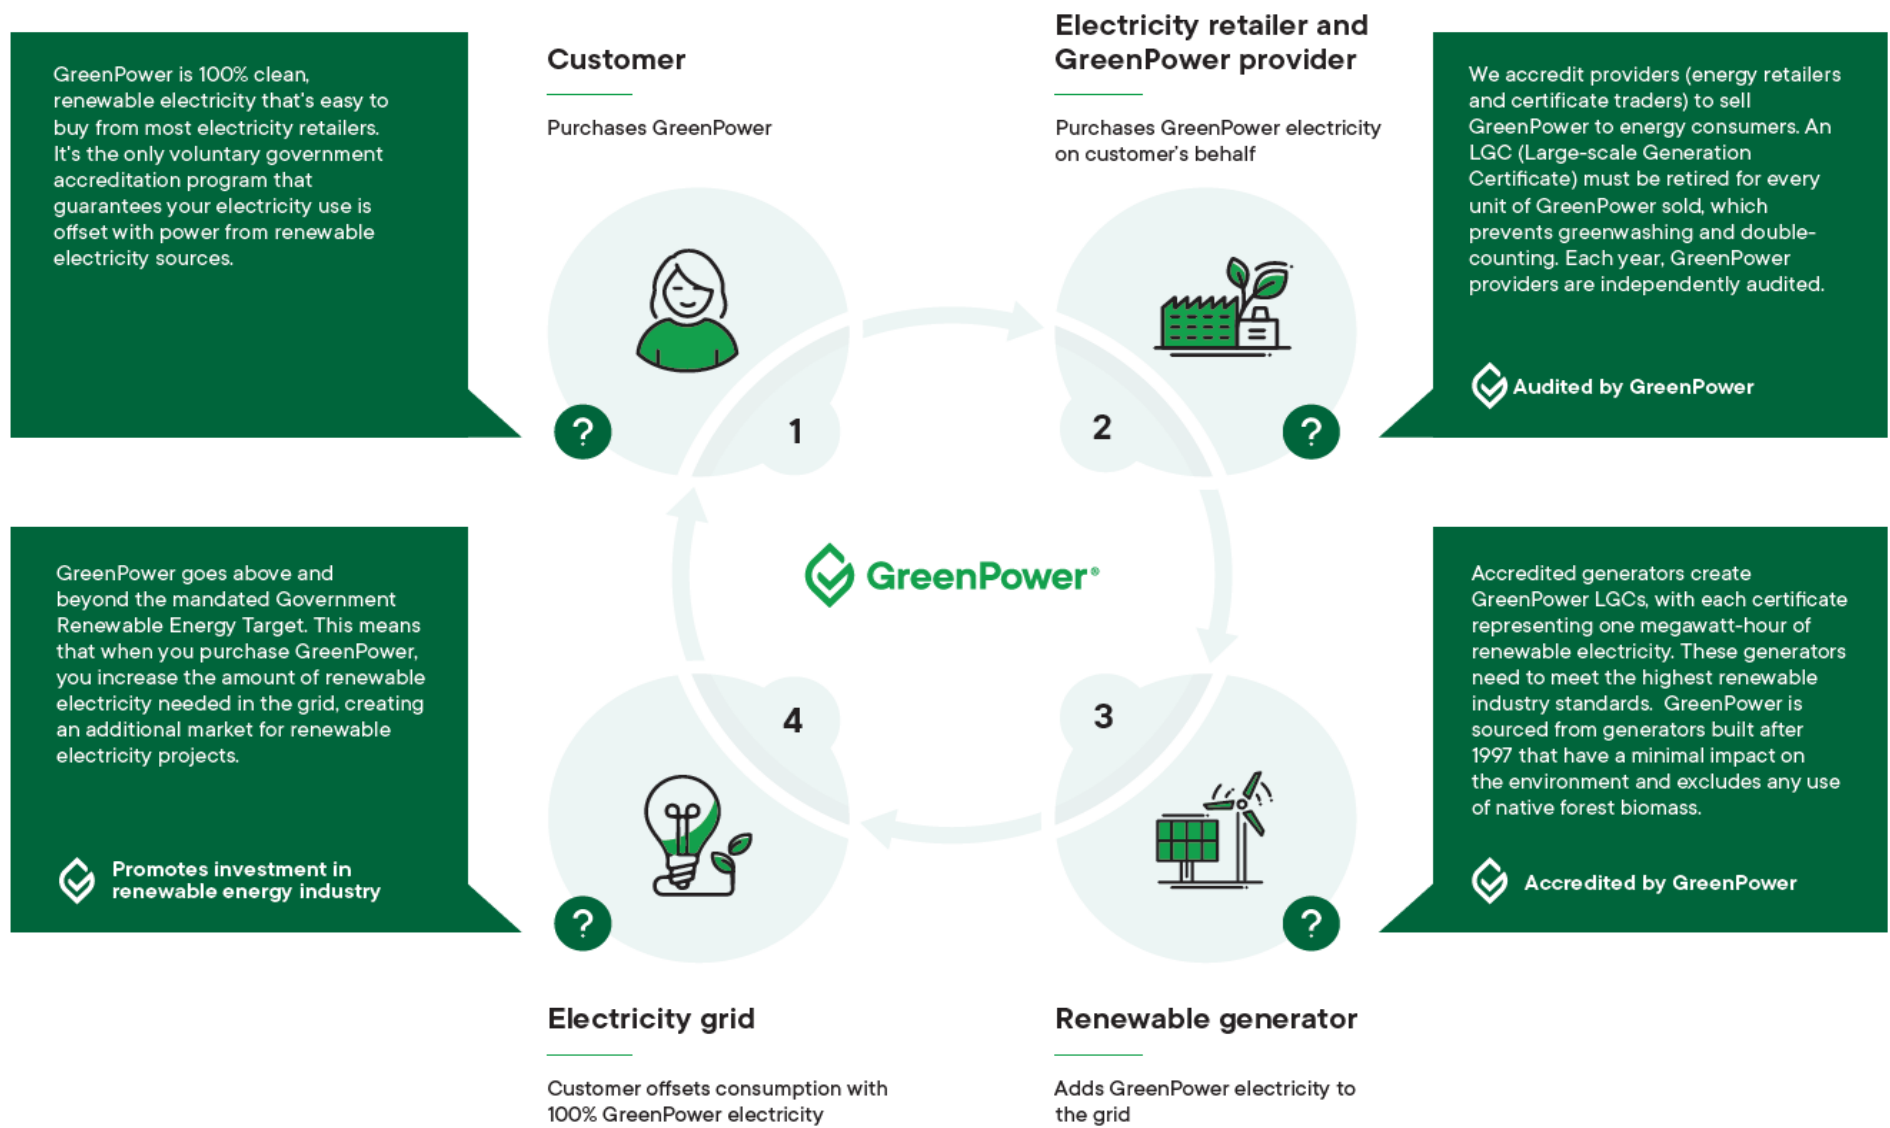 GreenPower is 100% clean,
renewable electricity that's easy to
buy from most electricity retailers.
It's the only voluntary government
accreditation program that
guarantees your electricity use is
offset with power from renewable
electricity sources.
Customer
Purchases GreenPower
1
?
Electricity retailer and
GreenPower provider
Purchases GreenPower electricity
on customer's behalf
2
?
We accredit providers (energy retailers
and certificate traders) to sell
GreenPower to energy consumers. An
LGC (Large-scale Generation
Certificate) must be retired for every
unit of GreenPower sold, which
prevents greenwashing and double-
counting. Each year, GreenPower
providers are independently audited.
Audited by GreenPower
GreenPower®
GreenPower goes above and
beyond the mandated Government
Renewable Energy Target. This means
that when you purchase GreenPower,
you increase the amount of renewable
electricity needed in the grid, creating
an additional market for renewable
electricity projects.
Promotes investment in
renewable energy industry
4
?
Electricity grid
Customer offsets consumption with
100% GreenPower electricity
3
?
Renewable generator
Adds GreenPower electricity to
the grid
Accredited generators create
GreenPower LGCs, with each certificate
representing one megawatt-hour of
renewable electricity. These generators
need to meet the highest renewable
industry standards. GreenPower is
sourced from generators built after
1997 that have a minimal impact on
the environment and excludes any use
of native forest biomass.
Accredited by GreenPower